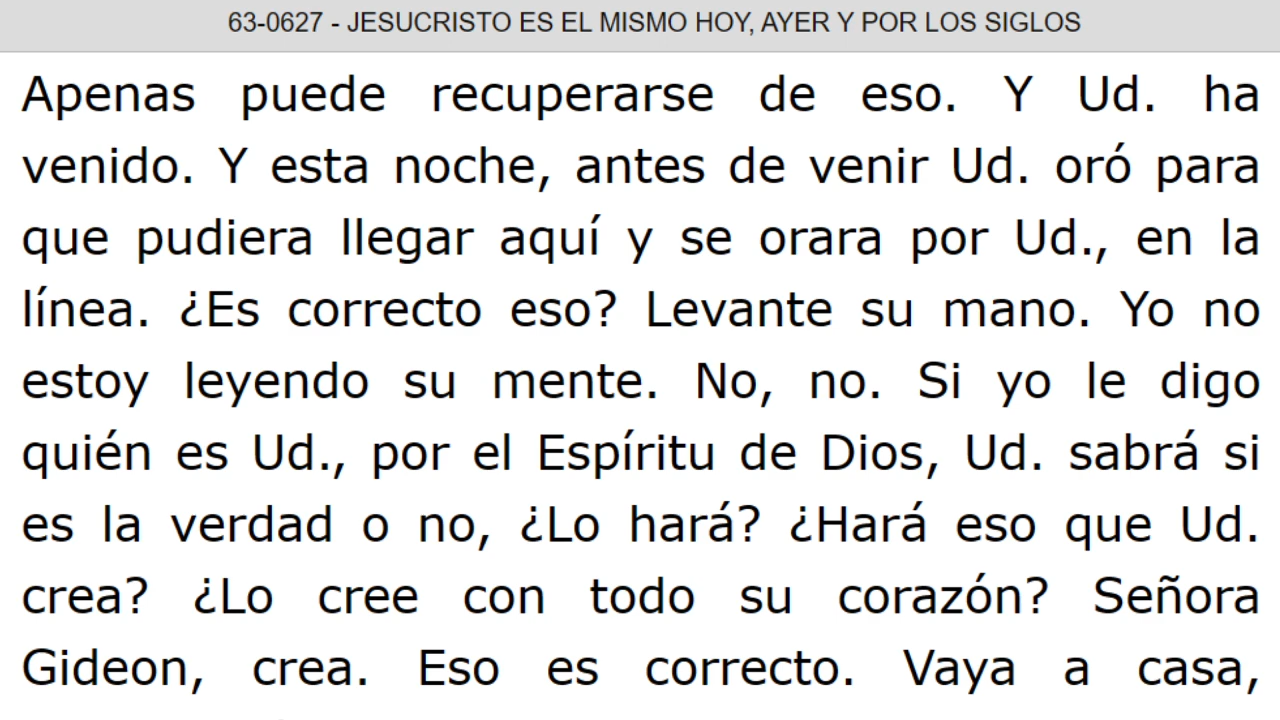 63-0627 - JESUCRISTO ES EL MISMO HOY, AYER Y POR LOS SIGLOS
Apenas puede recuperarse de eso. Y Ud. ha
venido. Y esta noche, antes de venir Ud. oró para
que pudiera llegar aquí y se orara por Ud., en la
línea. ¿Es correcto eso? Levante su mano. Yo no
estoy leyendo su mente. No, no. Si yo le digo
quién es Ud., por el Espíritu de Dios, Ud. sabrá si
es la verdad o no, ¿Lo hará? ¿Hará eso que Ud.
crea? ¿Lo cree con todo su corazón? Señora
Gideon, crea. Eso es correcto. Vaya a casa,